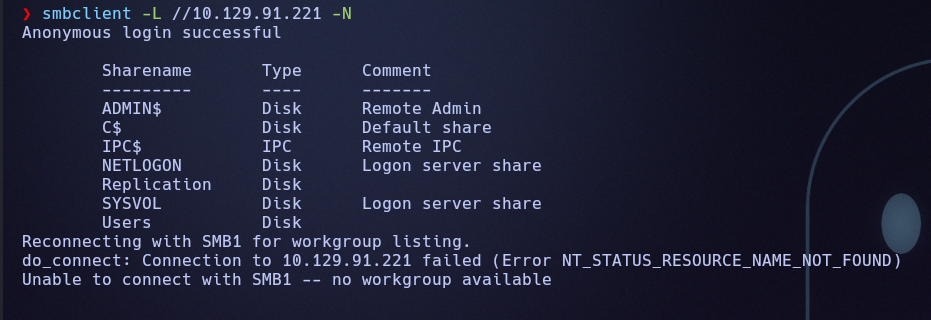 ❯ smbclient -L //10.129.91.221 -N
Anonymous login successful
Sharename Type Comment
--------- ---- -------
ADMIN$ Disk Remote Admin
C$ Disk Default share
IPC$ IPC Remote IPC
NETLOGON Disk Logon server share
Replication Disk
SYSVOL Disk Logon server share
Users Disk
Reconnecting with SMB1 for workgroup listing.
do_connect: Connection to 10.129.91.221 failed (Error NT_STATUS_RESOURCE_NAME_NOT_FOUND)
Unable to connect with SMB1 -- no workgroup available